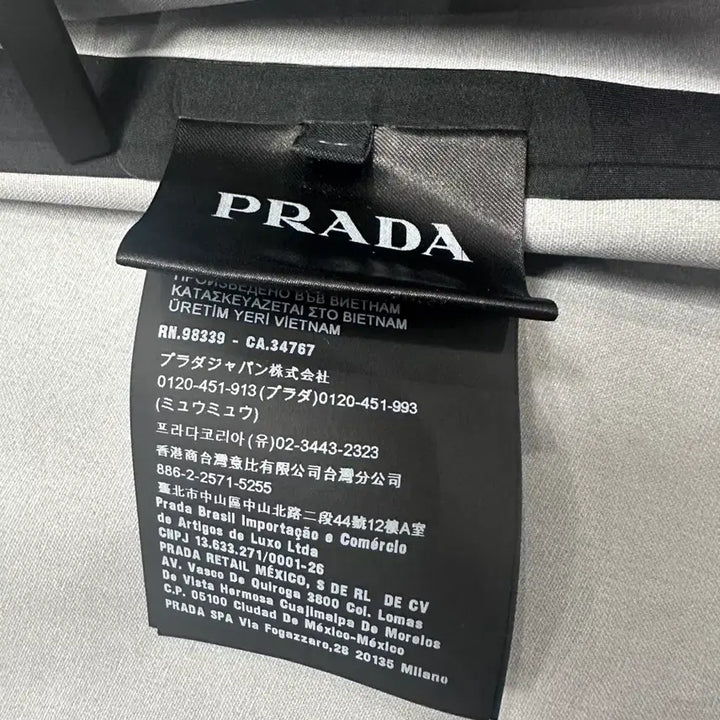 PRADA
ПРОИЗВЕДЕНО ВЪВ ВИЕТНАМ
ΚΑΤΑΣΚΕΥΑΖΕΤΑΙ ΣΤΟ ΒΙΕΤΝΑΜ
ÜRETİM YERİ VİETNAM
RN.98339 - CA.34767
プラダジャパン株式会社
0120-451-913(プラダ)0120-451-993
(ミュウミュウ)
프라다코리아 (유)02-3443-2323
香港商台灣意比有限公司台灣分公司
886-2-2571-5255
臺北市中山區中山北路二段44號12樓A室
Prada Brasil Importação e Comércio
de Artigos de Luxo Ltda
CNPJ 13.633.271/0001-26
PRADA RETAIL MÉXICO, S DE RL DE CV
AV. Vasco De Quiroga 3800 Col. Lomas
De Vista Hermosa Cuajimalpa De Morelos
C.P. 05100 Ciudad De México-México
PRADA SPA Via Fogazzaro,28 20135 Milano